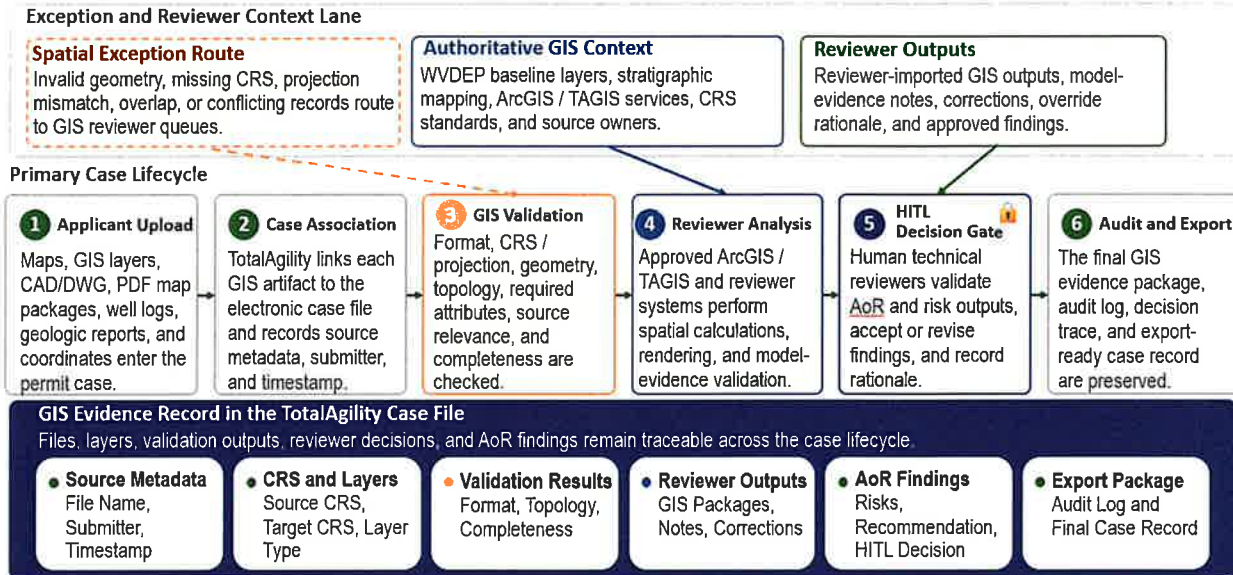 Exception and Reviewer Context Lane
Spatial Exception Route
Invalid geometry, missing CRS, projection
mismatch, overlap, or conflicting records route
to GIS reviewer queues.
Authoritative GIS Context
WVDEP baseline layers, stratigraphic
mapping, ArcGIS / TAGIS services, CRS
standards, and source owners.
Reviewer Outputs
Reviewer-imported GIS outputs, model-
evidence notes, corrections, override
rationale, and approved findings.
Primary Case Lifecycle
1 Applicant Upload
Maps, GIS layers,
CAD/DWG, PDF map
packages, well logs,
geologic reports, and
coordinates enter the
permit case.
2 Case Association
TotalAgility links each
GIS artifact to the
electronic case file
and records source
metadata, submitter,
and timestamp.
3 GIS Validation
Format, CRS /
projection, geometry,
topology, required
attributes, source
relevance, and
completeness are
checked.
4 Reviewer Analysis
Approved ArcGIS /
TAGIS and reviewer
systems perform
spatial calculations,
rendering, and model-
evidence validation.
5 HITL
Decision Gate
Human technical
reviewers validate
AoR and risk outputs,
accept or revise
findings, and record
rationale.
6 Audit and Export
The final GIS
evidence package,
audit log, decision
trace, and export-
ready case record
are preserved.
GIS Evidence Record in the TotalAgility Case File
Files, layers, validation outputs, reviewer decisions, and AoR findings remain traceable across the case lifecycle.
Source Metadata
File Name,
Submitter,
Timestamp
CRS and Layers
Source CRS,
Target CRS, Layer
Type
Validation Results
Format, Topology,
Completeness
Reviewer Outputs
GIS Packages,
Notes, Corrections
AoR Findings
Risks,
Recommendation,
HITL Decision
Export Package
Audit Log and
Final Case Record